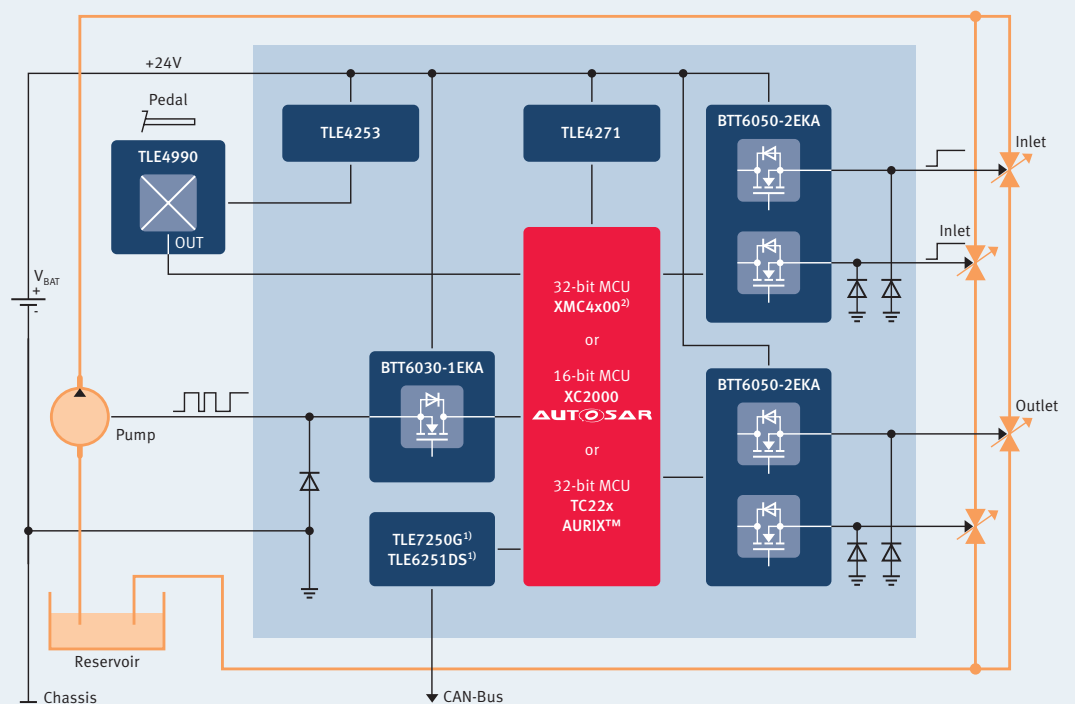 +24V
Pedal
TLE4990
OUT
TLE4253
TLE4271
BTT6050-2EKA
Inlet
Inlet
V_BAT
+
-
32-bit MCU
XMC4x00²⁾
or
16-bit MCU
XC2000
AUTOSAR
or
32-bit MCU
TC22x
AURIX™
BTT6030-1EKA
BTT6050-2EKA
Outlet
Pump
TLE7250G¹⁾
TLE6251DS¹⁾
Reservoir
Chassis
CAN-Bus